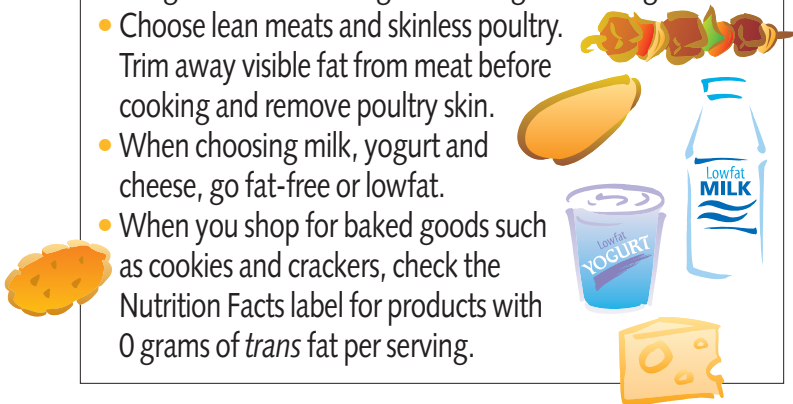 • Choose lean meats and skinless poultry.
Trim away visible fat from meat before
cooking and remove poultry skin.
• When choosing milk, yogurt and
cheese, go fat-free or lowfat.
• When you shop for baked goods such
as cookies and crackers, check the
Nutrition Facts label for products with
0 grams of trans fat per serving.
Lowfat
MILK
Lowfat
YOGURT